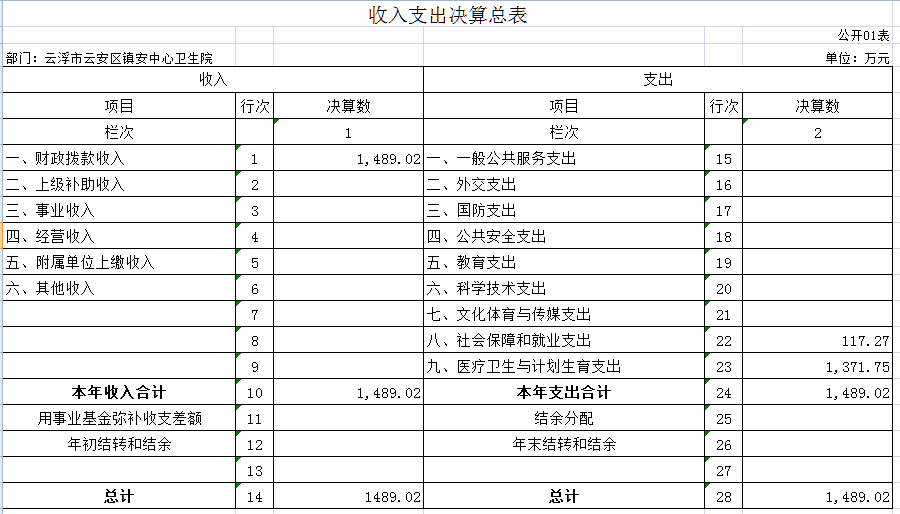 收入支出决算总表
公开01表
部门：云浮市云安区镇安中心卫生院 单位：万元
收入 支出
项目 行次 决算数 项目 行次 决算数
栏次 1 栏次 2
一、财政拨款收入 1 1,489.02 一、一般公共服务支出 15
二、上级补助收入 2 二、外交支出 16
三、事业收入 3 三、国防支出 17
四、经营收入 4 四、公共安全支出 18
五、附属单位上缴收入 5 五、教育支出 19
六、其他收入 6 六、科学技术支出 20
7 七、文化体育与传媒支出 21
8 八、社会保障和就业支出 22 117.27
9 九、医疗卫生与计划生育支出 23 1,371.75
本年收入合计 10 1,489.02 本年支出合计 24 1,489.02
用事业基金弥补收支差额 11 结余分配 25
年初结转和结余 12 年末结转和结余 26
13 27
总计 14 1489.02 总计 28 1,489.02